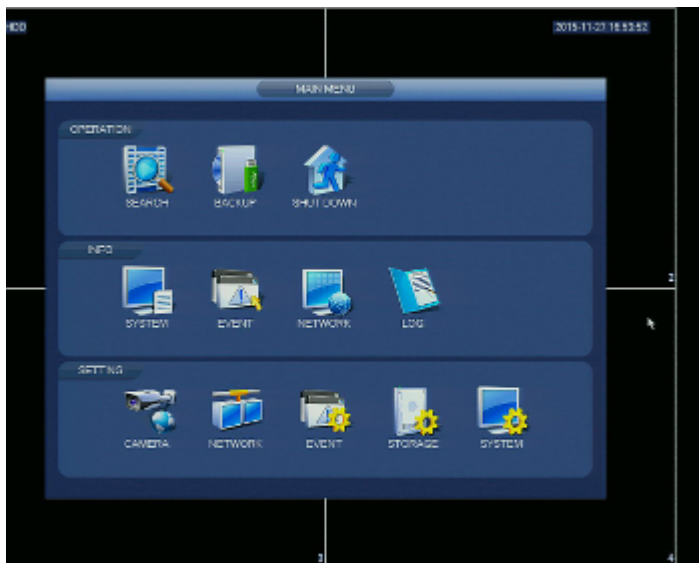 HDD
2015-11-27 16:53:52
MAIN MENU
OPERATION
SEARCH BACKUP SHUTDOWN
INFO
SYSTEM EVENT NETWORK LOG
2
SETTING
CAMERA NETWORK EVENT STORAGE SYSTEM
3
4